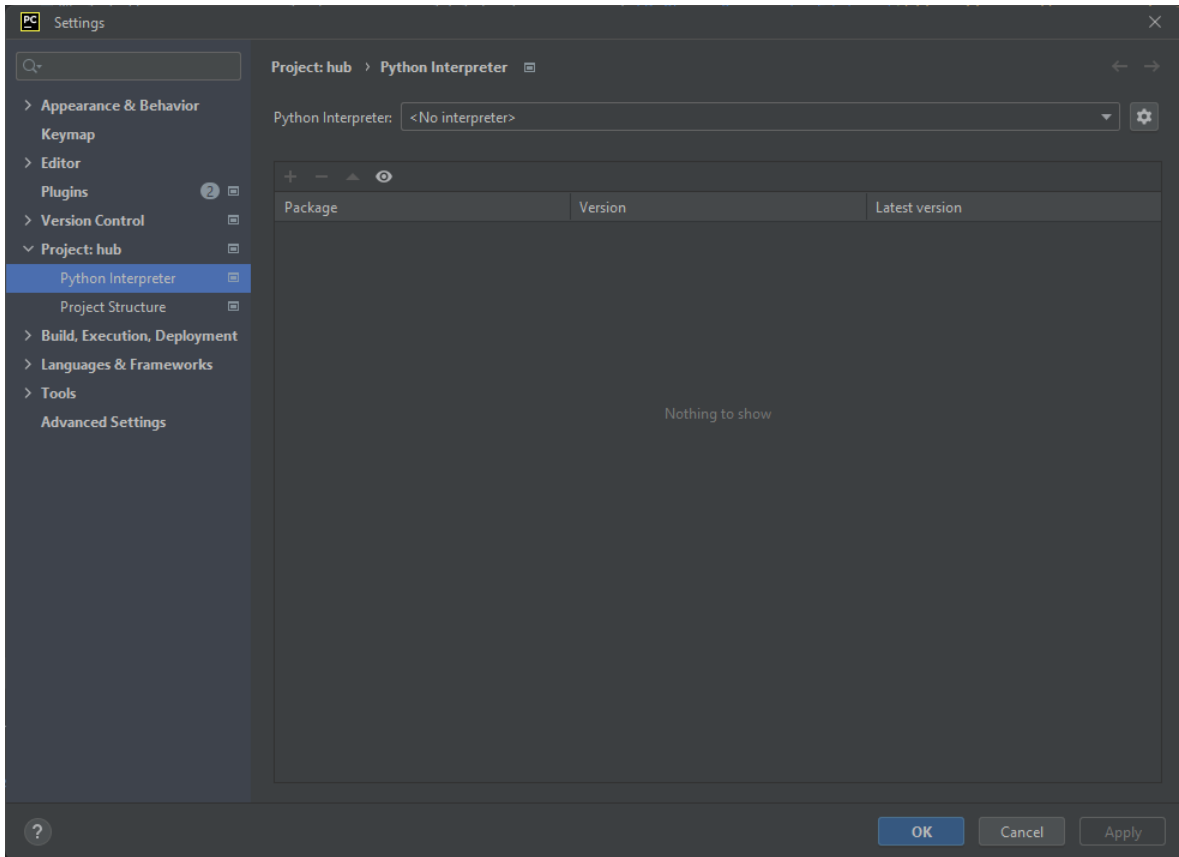 PC Settings
Project: hub › Python Interpreter
Appearance & Behavior
Keymap
Editor
Plugins 2
Version Control
Project: hub
Python Interpreter
Project Structure
Build, Execution, Deployment
Languages & Frameworks
Tools
Advanced Settings
Python Interpreter: <No interpreter>
Package Version Latest version
Nothing to show
? OK Cancel Apply